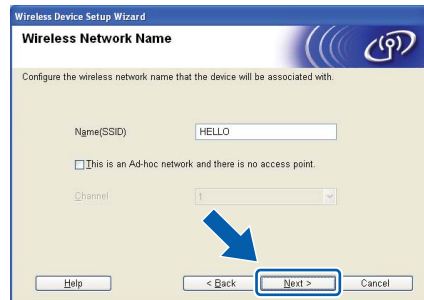 Wireless Device Setup Wizard
Wireless Network Name
Configure the wireless network name that the device will be associated with.
Name(SSID) HELLO
This is an Ad-hoc network and there is no access point.
Channel 1
Help < Back Next > Cancel